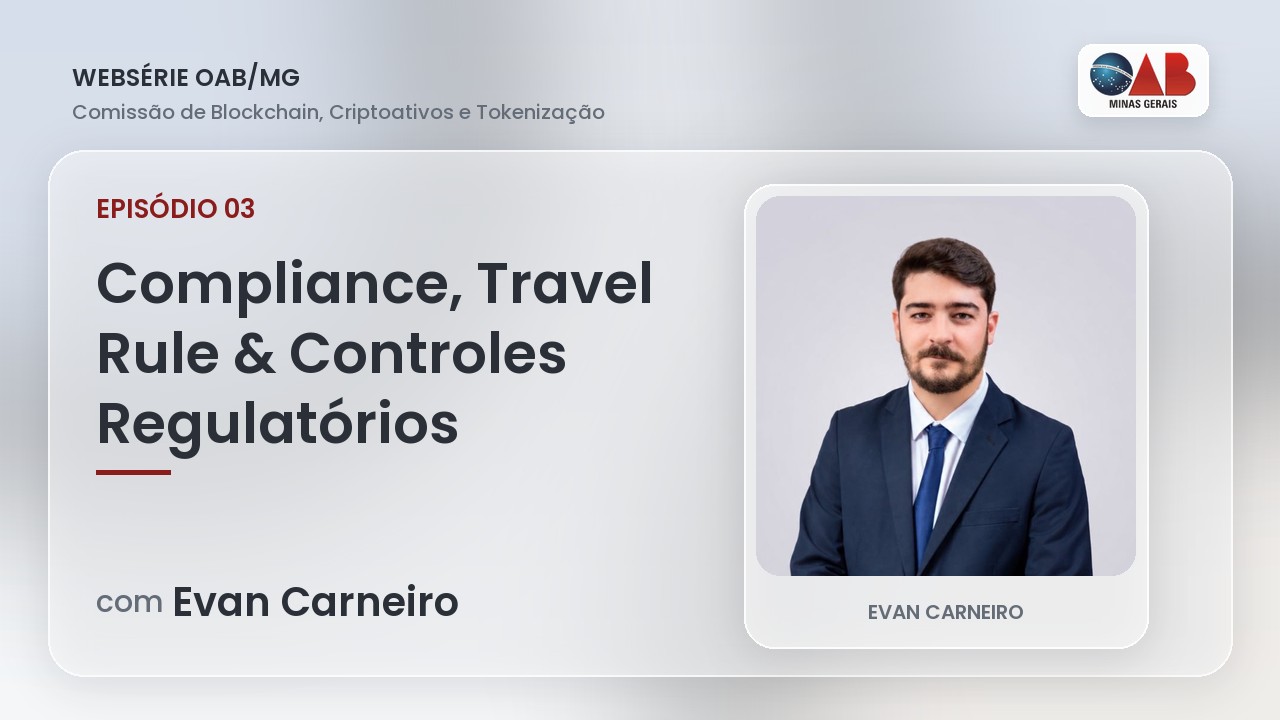 WEBSÉRIE OAB/MG
Comissão de Blockchain, Criptoativos e Tokenização
OAB
MINAS GERAIS
EPISÓDIO 03
Compliance, Travel
Rule & Controles
Regulatórios
com Evan Carneiro
EVAN CARNEIRO